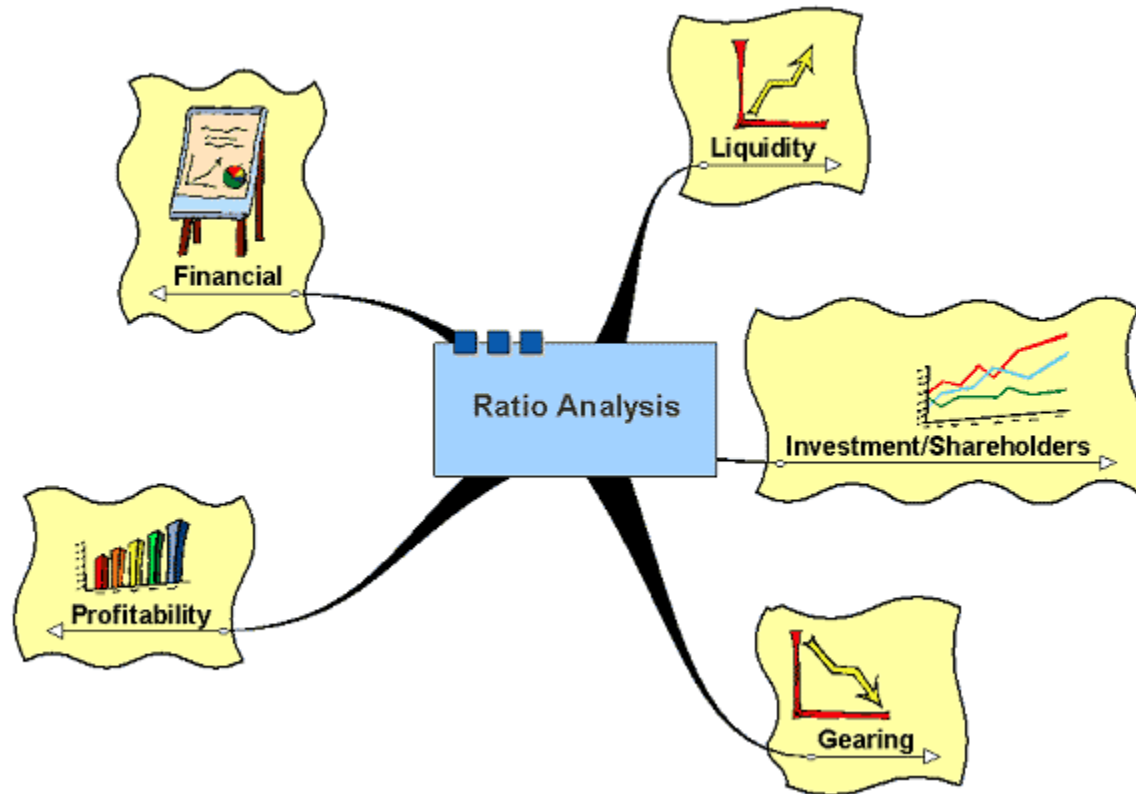 Liquidity
Financial
Ratio Analysis
Investment/Shareholders
Profitability
Gearing